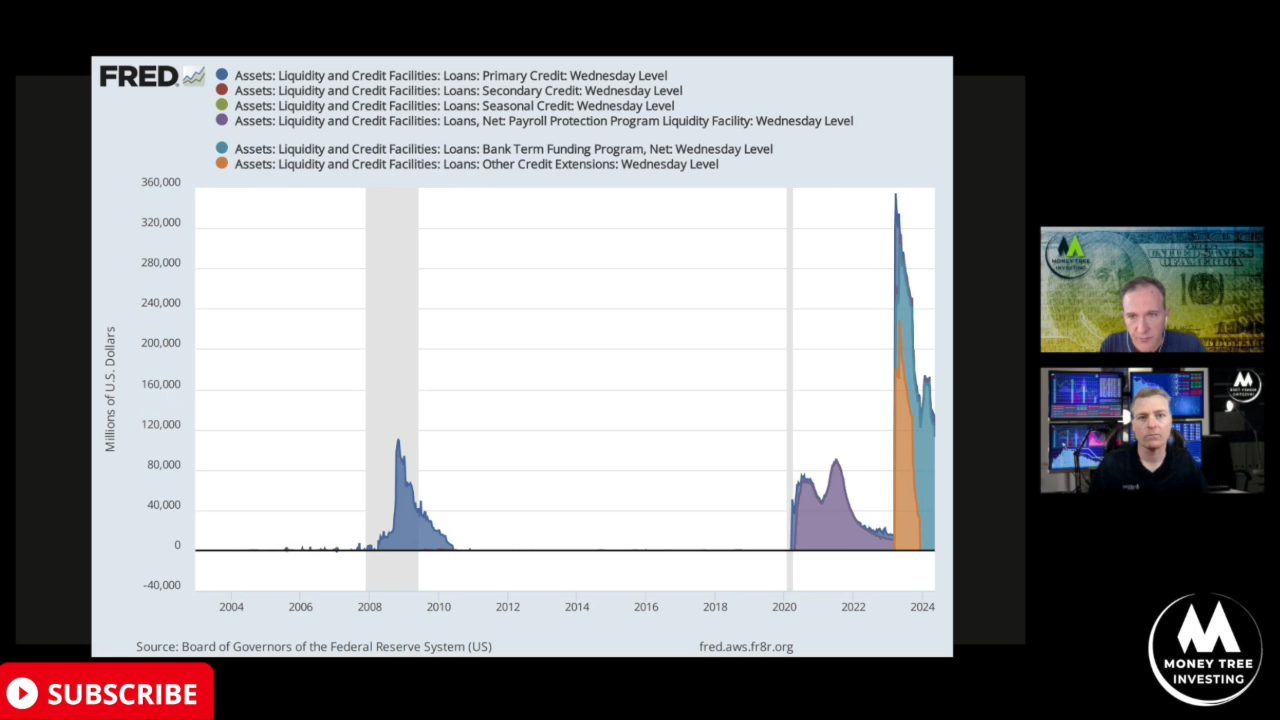 FRED
Assets: Liquidity and Credit Facilities: Loans: Primary Credit: Wednesday Level
Assets: Liquidity and Credit Facilities: Loans: Secondary Credit: Wednesday Level
Assets: Liquidity and Credit Facilities: Loans: Seasonal Credit: Wednesday Level
Assets: Liquidity and Credit Facilities: Loans, Net: Payroll Protection Program Liquidity Facility: Wednesday Level
Assets: Liquidity and Credit Facilities: Loans: Bank Term Funding Program, Net: Wednesday Level
Assets: Liquidity and Credit Facilities: Loans: Other Credit Extensions: Wednesday Level
360,000
320,000
280,000
240,000
200,000
160,000
120,000
80,000
40,000
0
-40,000
Millions of U.S. Dollars
2004 2006 2008 2010 2012 2014 2016 2018 2020 2022 2024
Source: Board of Governors of the Federal Reserve System (US)
fred.aws.fr8r.org
MONEY TREE
INVESTING
MONEY TREE
INVESTING
SUBSCRIBE